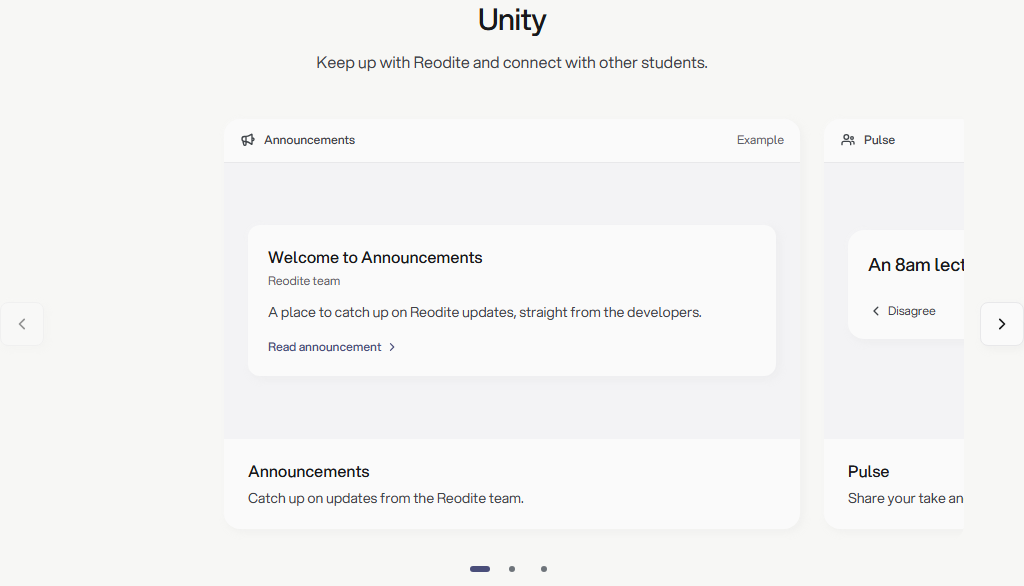 Unity
Keep up with Reodite and connect with other students.
Announcements
Example
Welcome to Announcements
Reodite team
A place to catch up on Reodite updates, straight from the developers.
Read announcement
Announcements
Catch up on updates from the Reodite team.
Pulse
An 8am lect
Disagree
Pulse
Share your take an